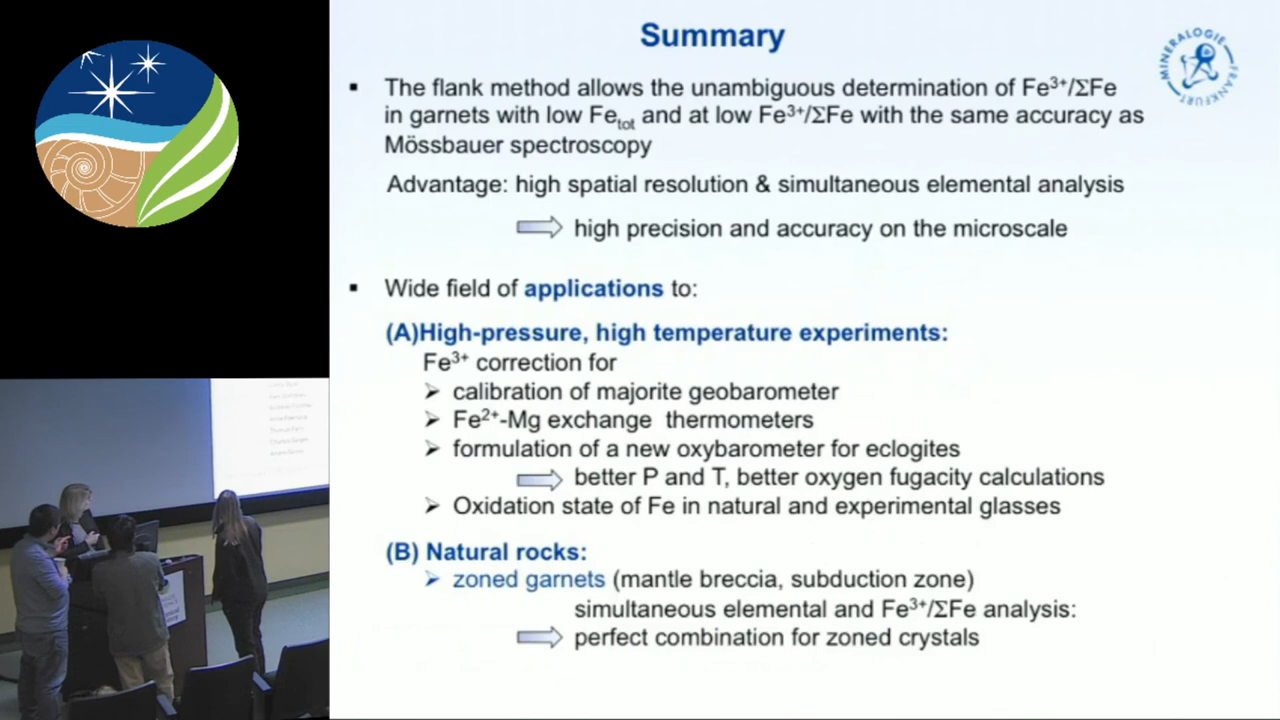 Summary
MINERALOGIE FRANKFURT
▪ The flank method allows the unambiguous determination of Fe³⁺/ΣFe
in garnets with low Fe_tot and at low Fe³⁺/ΣFe with the same accuracy as
Mössbauer spectroscopy
Advantage: high spatial resolution & simultaneous elemental analysis
high precision and accuracy on the microscale
▪ Wide field of applications to:
(A)High-pressure, high temperature experiments:
Fe³⁺ correction for
➢ calibration of majorite geobarometer
➢ Fe²⁺-Mg exchange thermometers
➢ formulation of a new oxybarometer for eclogites
better P and T, better oxygen fugacity calculations
➢ Oxidation state of Fe in natural and experimental glasses
(B) Natural rocks:
➢ zoned garnets (mantle breccia, subduction zone)
simultaneous elemental and Fe³⁺/ΣFe analysis:
perfect combination for zoned crystals